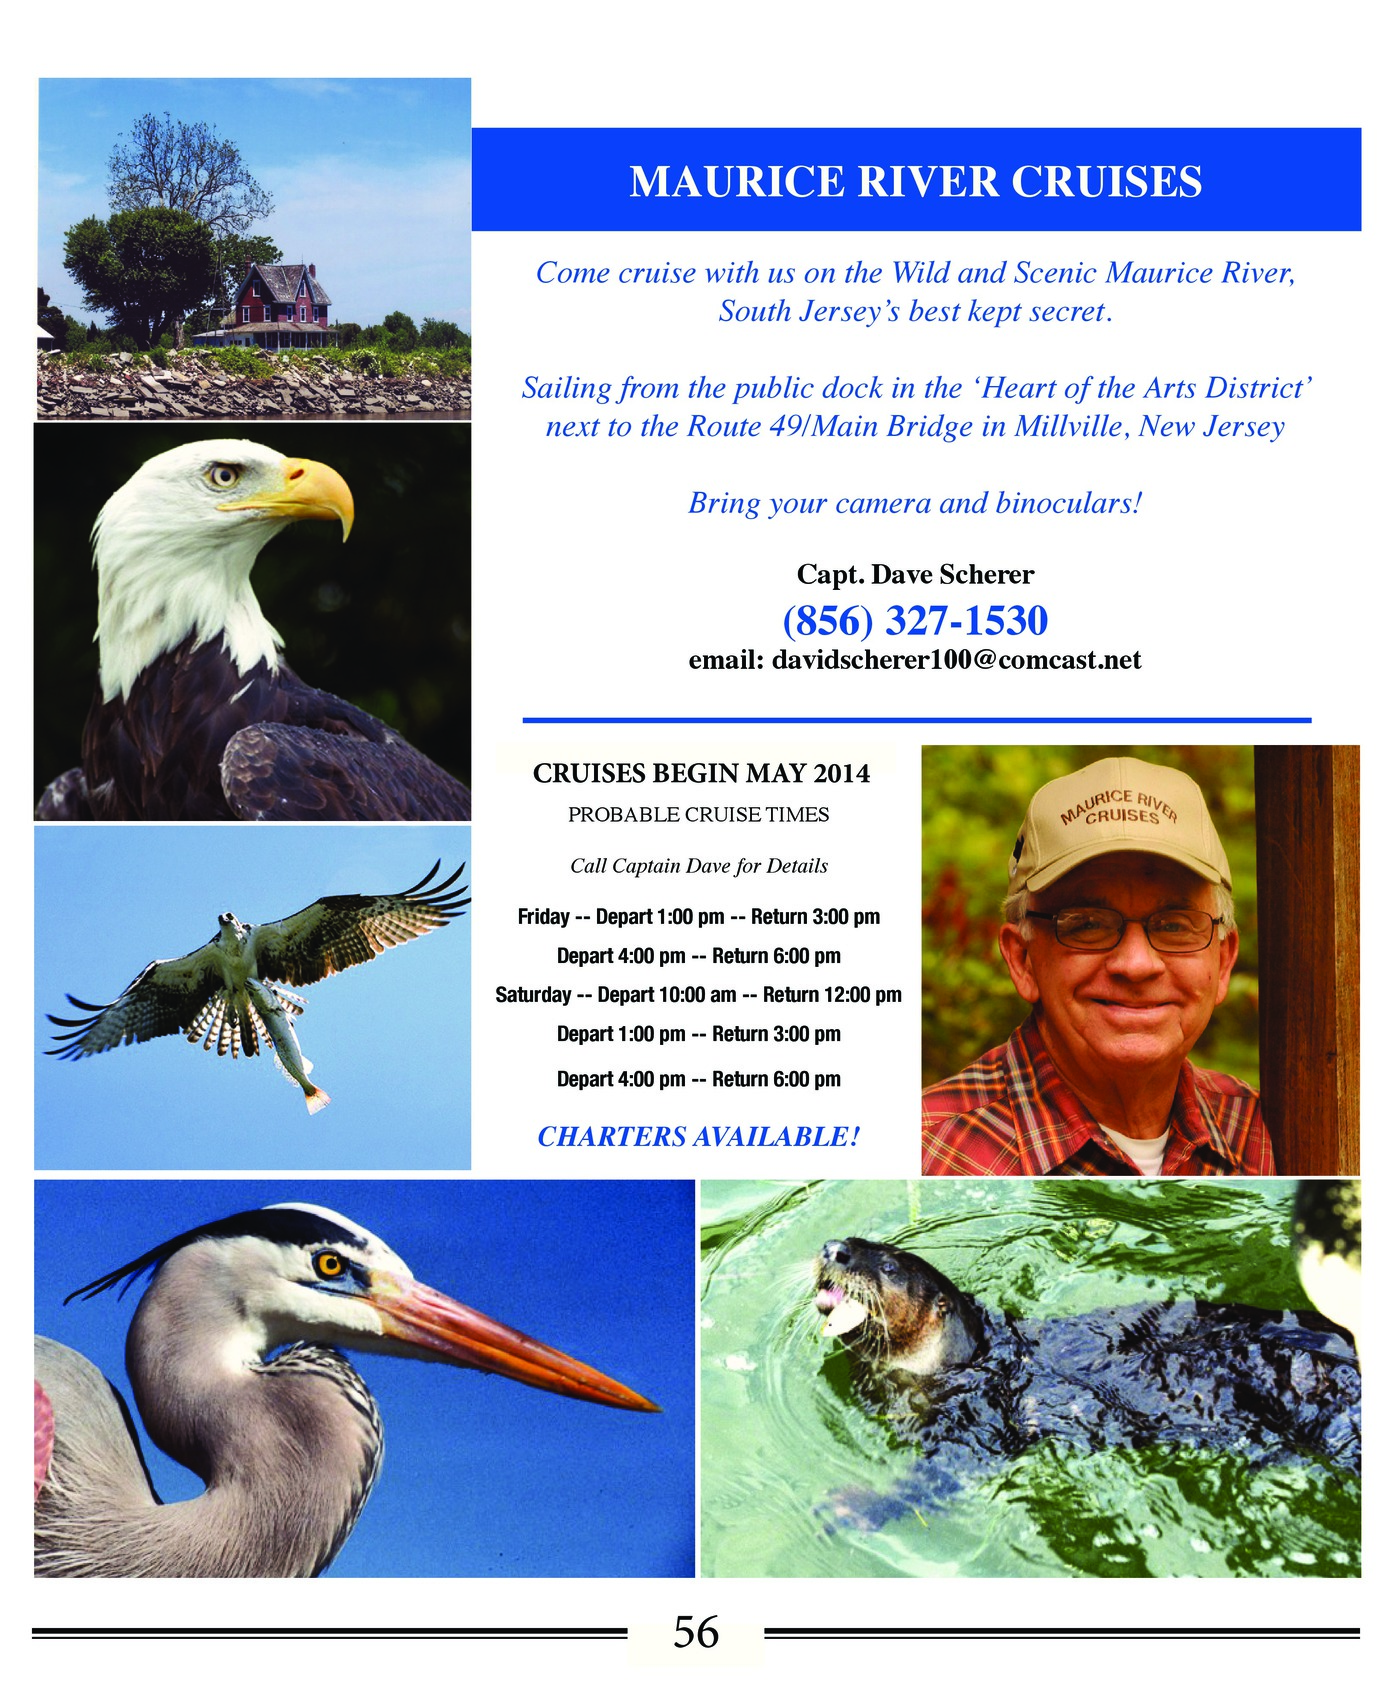 MAURICE RIVER CRUISES
Come cruise with us on the Wild and Scenic Maurice River,
South Jersey’s best kept secret.
Sailing from the public dock in the ‘Heart of the Arts District’
next to the Route 49/Main Bridge in Millville, New Jersey
Bring your camera and binoculars!
Capt. Dave Scherer
(856) 327-1530
email: davidscherer100@comcast.net
CRUISES BEGIN MAY 2014
PROBABLE CRUISE TIMES
Call Captain Dave for Details
Friday -- Depart 1:00 pm -- Return 3:00 pm
Depart 4:00 pm -- Return 6:00 pm
Saturday -- Depart 10:00 am -- Return 12:00 pm
Depart 1:00 pm -- Return 3:00 pm
Depart 4:00 pm -- Return 6:00 pm
CHARTERS AVAILABLE!
MAURICE RIVER
CRUISES
56